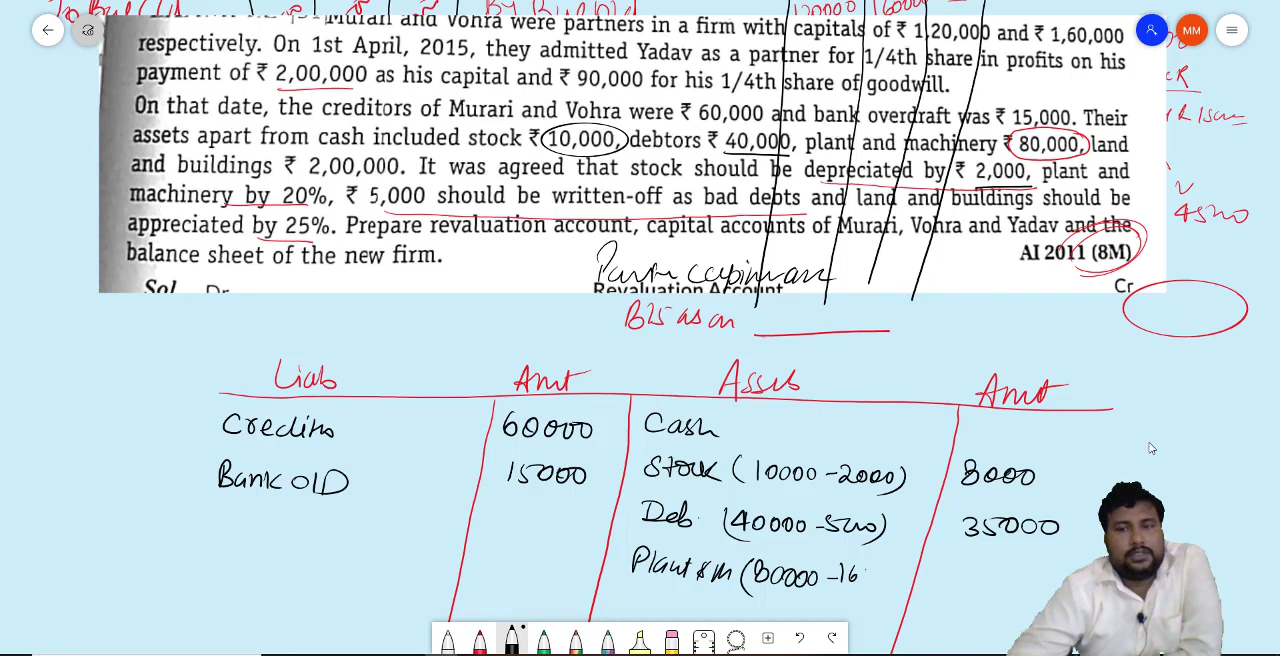 By
120000 160000
Murari and Vohra were partners in a firm with capitals of ₹ 1,20,000 and ₹ 1,60,000
respectively. On 1st April, 2015, they admitted Yadav as a partner for 1/4th share in profits on his
payment of ₹ 2,00,000 as his capital and ₹ 90,000 for his 1/4th share of goodwill.
On that date, the creditors of Murari and Vohra were ₹ 60,000 and bank overdraft was ₹ 15,000. Their
assets apart from cash included stock ₹ 10,000, debtors ₹ 40,000, plant and machinery ₹ 80,000, land
and buildings ₹ 2,00,000. It was agreed that stock should be depreciated by ₹ 2,000, plant and
machinery by 20%, ₹ 5,000 should be written-off as bad debts and land and buildings should be
appreciated by 25%. Prepare revaluation account, capital accounts of Murari, Vohra and Yadav and the
balance sheet of the new firm.
AI 2011 (8M)
Sol. Dr. Revaluation Account Cr
MM
B/S as on
Liab Amt Assets Amt
Creditors 60000 Cash
Bank O/D 15000 Stock (10000 - 2000) 8000
Deb. (40000 - 5000) 35000
Plant & M (80000 - 16